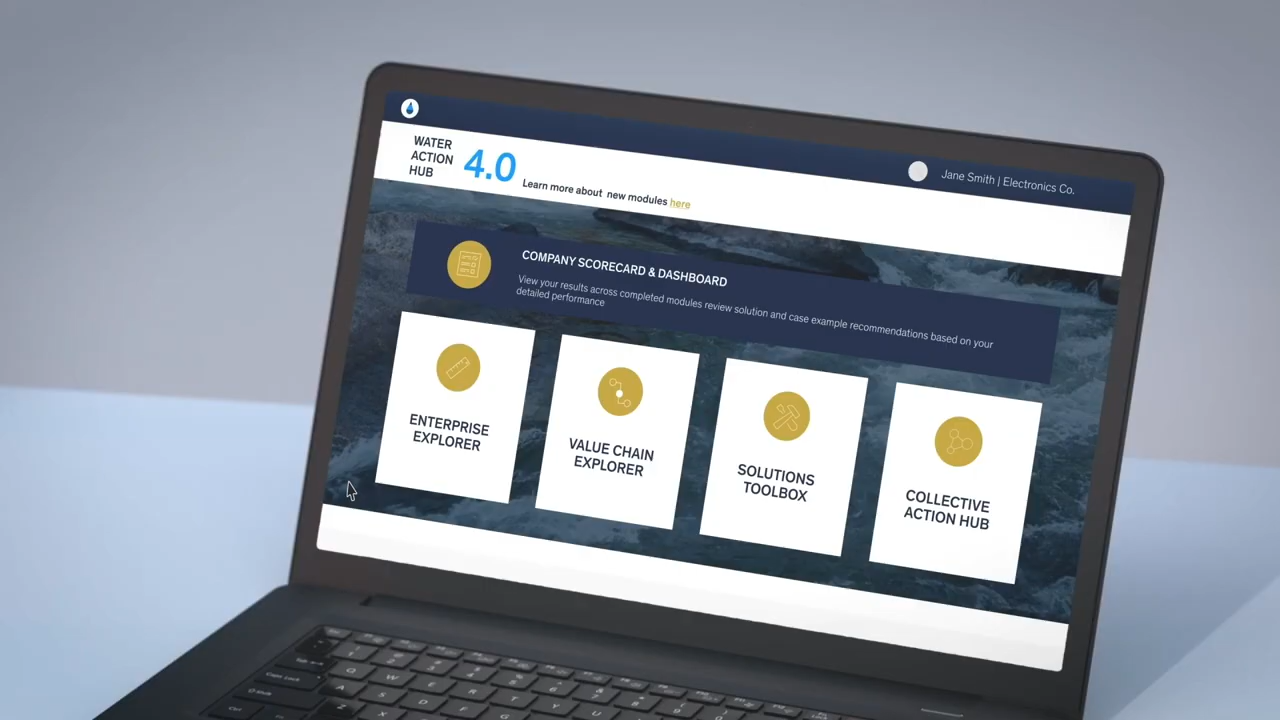 WATER
ACTION
HUB
4.0
Learn more about new modules here
Jane Smith | Electronics Co.
COMPANY SCORECARD & DASHBOARD
View your results across completed modules review solution and case example recommendations based on your
detailed performance
ENTERPRISE
EXPLORER
VALUE CHAIN
EXPLORER
SOLUTIONS
TOOLBOX
COLLECTIVE
ACTION HUB